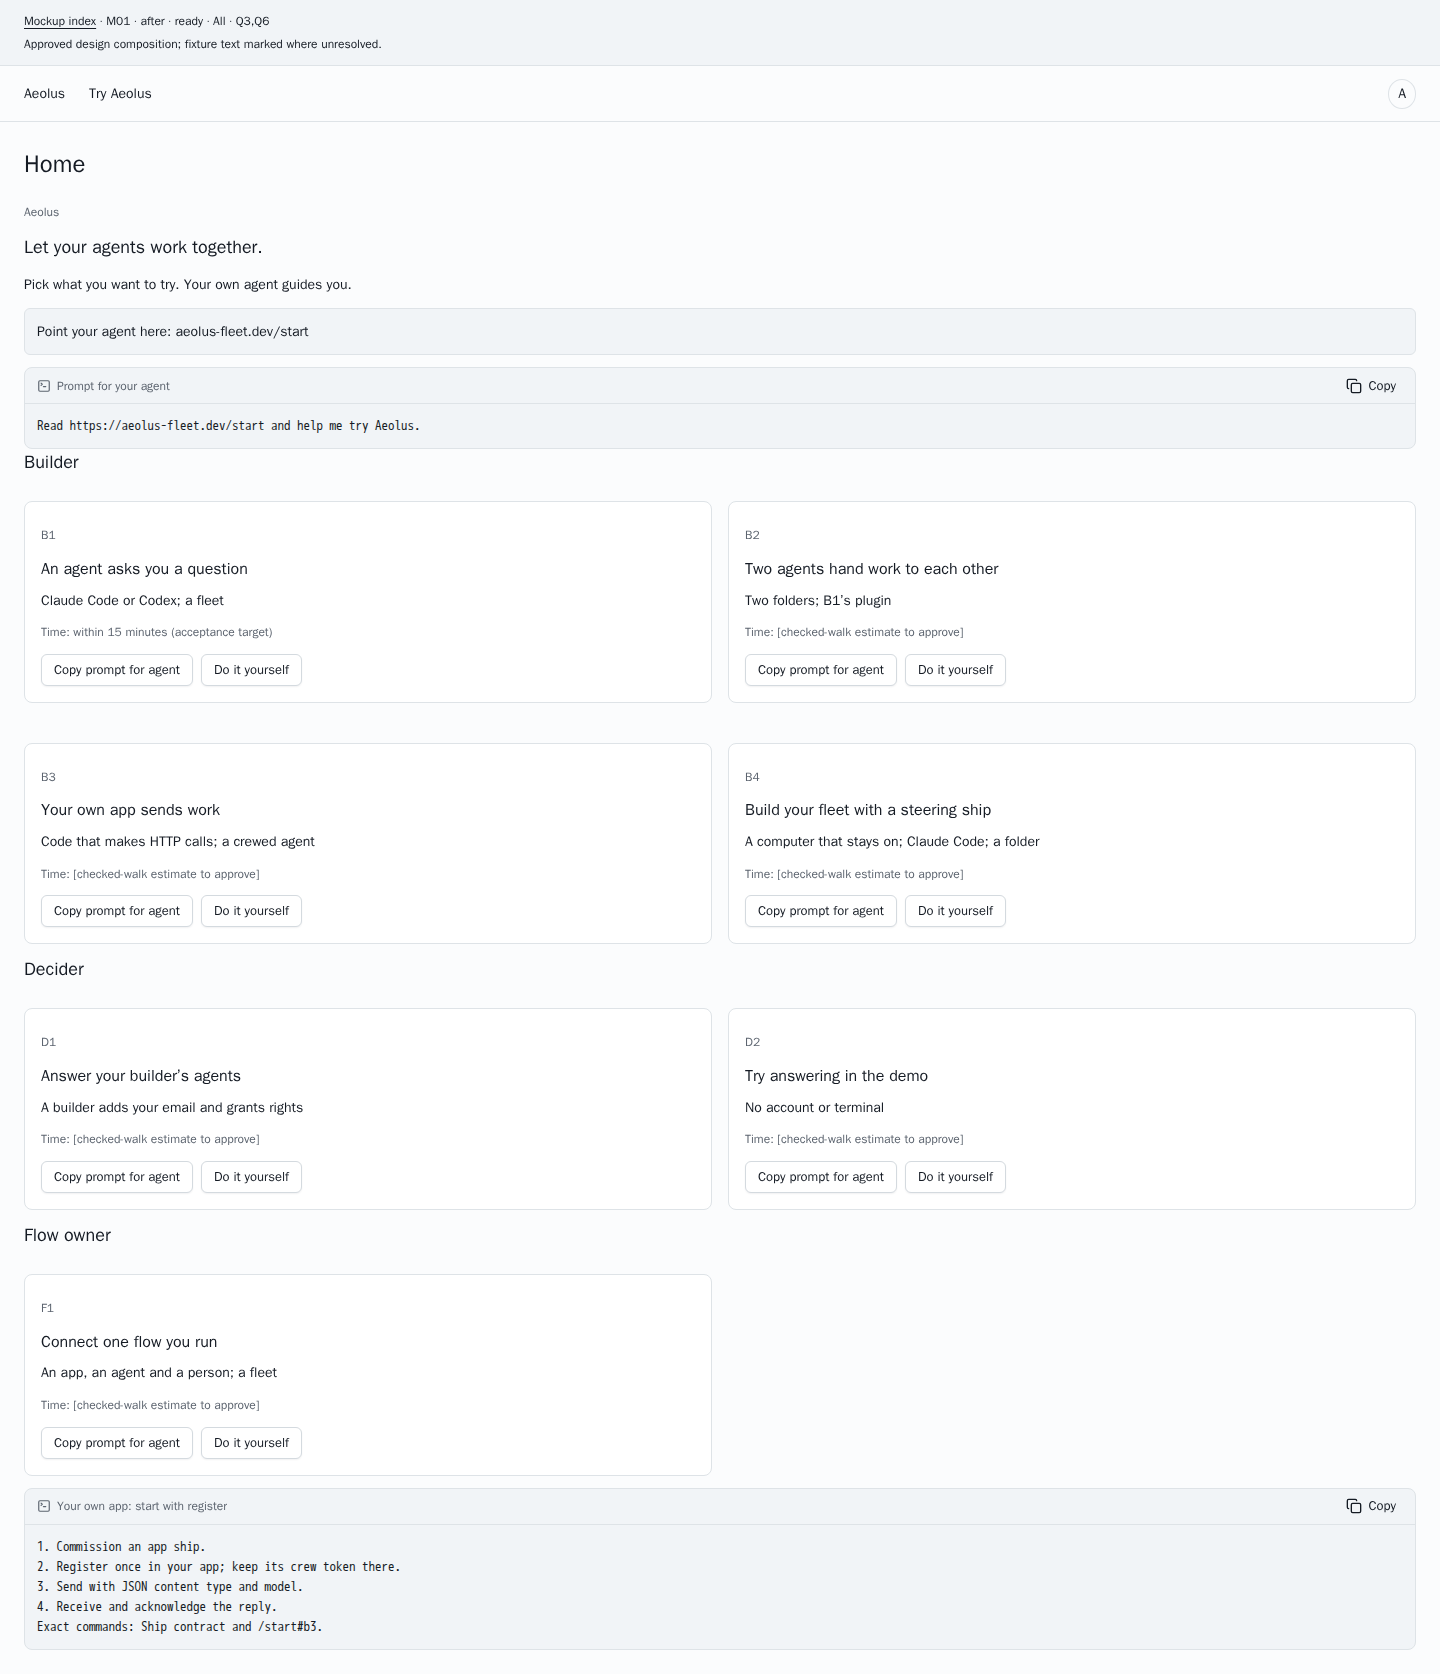 Mockup index · M01 · after · ready · All · Q3,Q6
Approved design composition; fixture text marked where unresolved.
Aeolus Try Aeolus A
Home
Aeolus
Let your agents work together.
Pick what you want to try. Your own agent guides you.
Point your agent here: aeolus-fleet.dev/start
Prompt for your agent Copy
Read https://aeolus-fleet.dev/start and help me try Aeolus.
Builder
B1
An agent asks you a question
Claude Code or Codex; a fleet
Time: within 15 minutes (acceptance target)
Copy prompt for agent Do it yourself
B2
Two agents hand work to each other
Two folders; B1's plugin
Time: [checked-walk estimate to approve]
Copy prompt for agent Do it yourself
B3
Your own app sends work
Code that makes HTTP calls; a crewed agent
Time: [checked-walk estimate to approve]
Copy prompt for agent Do it yourself
B4
Build your fleet with a steering ship
A computer that stays on; Claude Code; a folder
Time: [checked-walk estimate to approve]
Copy prompt for agent Do it yourself
Decider
D1
Answer your builder's agents
A builder adds your email and grants rights
Time: [checked-walk estimate to approve]
Copy prompt for agent Do it yourself
D2
Try answering in the demo
No account or terminal
Time: [checked-walk estimate to approve]
Copy prompt for agent Do it yourself
Flow owner
F1
Connect one flow you run
An app, an agent and a person; a fleet
Time: [checked-walk estimate to approve]
Copy prompt for agent Do it yourself
Your own app: start with register Copy
1. Commission an app ship.
2. Register once in your app; keep its crew token there.
3. Send with JSON content type and model.
4. Receive and acknowledge the reply.
Exact commands: Ship contract and /start#b3.